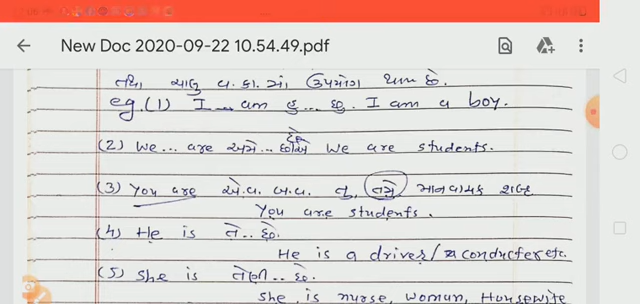 New Doc 2020-09-22 10.54.49.pdf
તથા ચાલુ વ. કા. માં ઉપયોગ થાય છે.
eg.(1) I... am હું... છું. I am a boy.
(2) We... are અમે... છીએ We are students.
(3) You are એ.વ. બ.વ. તું, તમે માનવાચક શબ્દ
You are students.
(4) He is તે.. છે.
He is a driver/ conducter etc.
(5) She is તેણી.. છે.
She is nurse, woman, Housewife